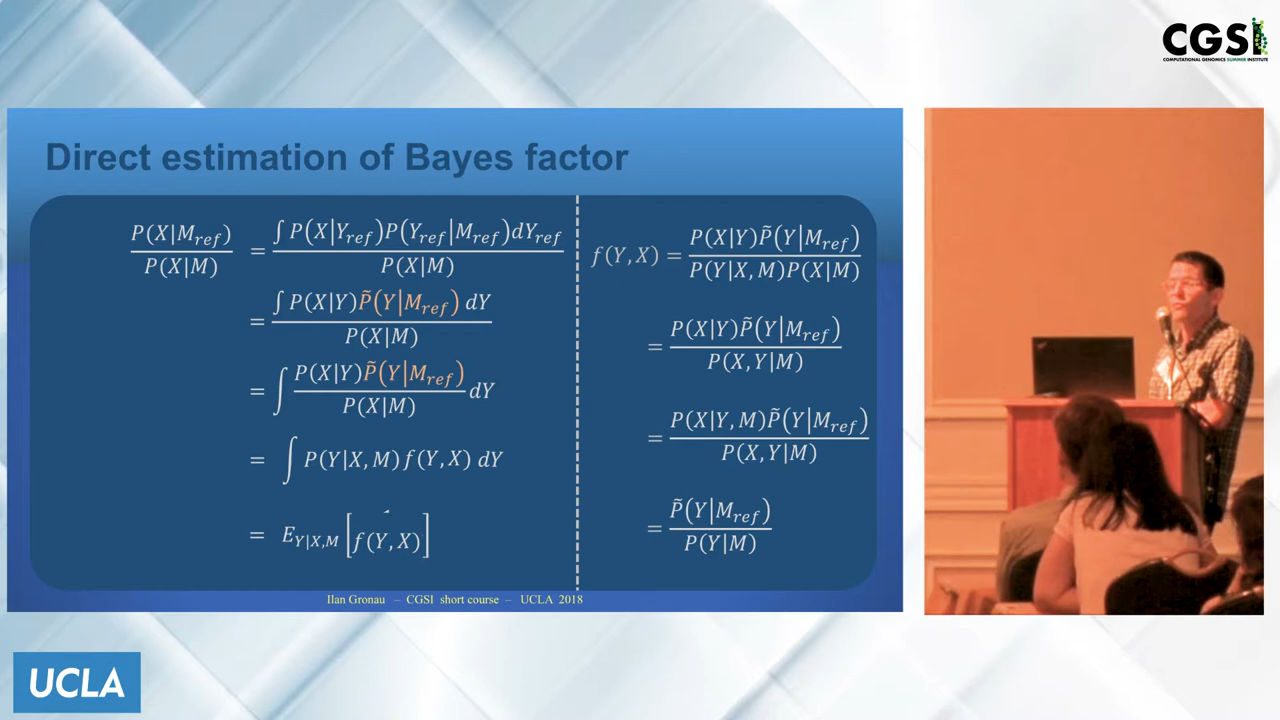 CGSI
COMPUTATIONAL GENOMICS SUMMER INSTITUTE
Direct estimation of Bayes factor
P(X|M_ref) / P(X|M) = ∫ P(X|Y_ref)P(Y_ref|M_ref)dY_ref / P(X|M)
= ∫ P(X|Y)P̃(Y|M_ref) dY / P(X|M)
= ∫ P(X|Y)P̃(Y|M_ref) / P(X|M) dY
= ∫ P(Y|X,M)f(Y,X) dY
= E_Y|X,M [f(Y,X)]
f(Y,X) = P(X|Y)P̃(Y|M_ref) / P(Y|X,M)P(X|M)
= P(X|Y)P̃(Y|M_ref) / P(X,Y|M)
= P(X|Y,M)P̃(Y|M_ref) / P(X,Y|M)
= P̃(Y|M_ref) / P(Y|M)
Ilan Gronau – CGSI short course – UCLA 2018
UCLA